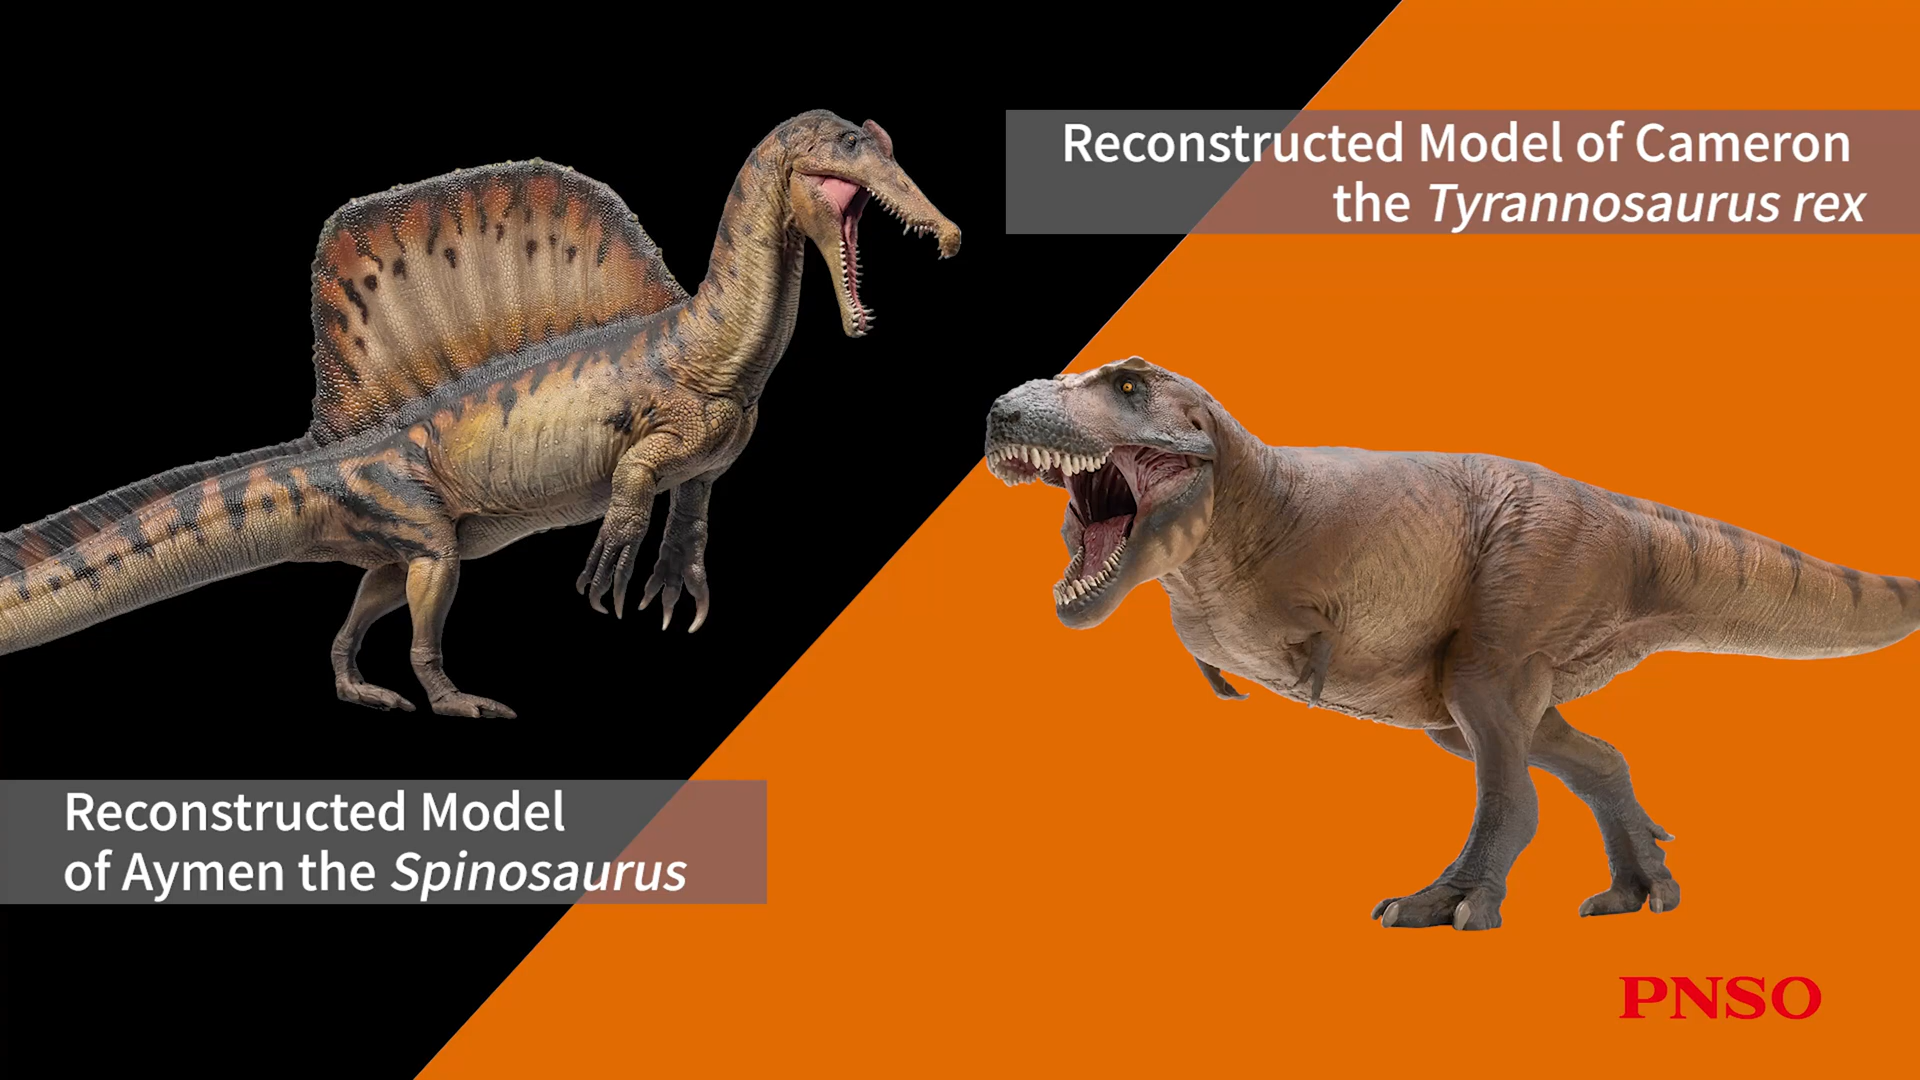 Reconstructed Model of Cameron
the Tyrannosaurus rex
Reconstructed Model
of Aymen the Spinosaurus
PNSO